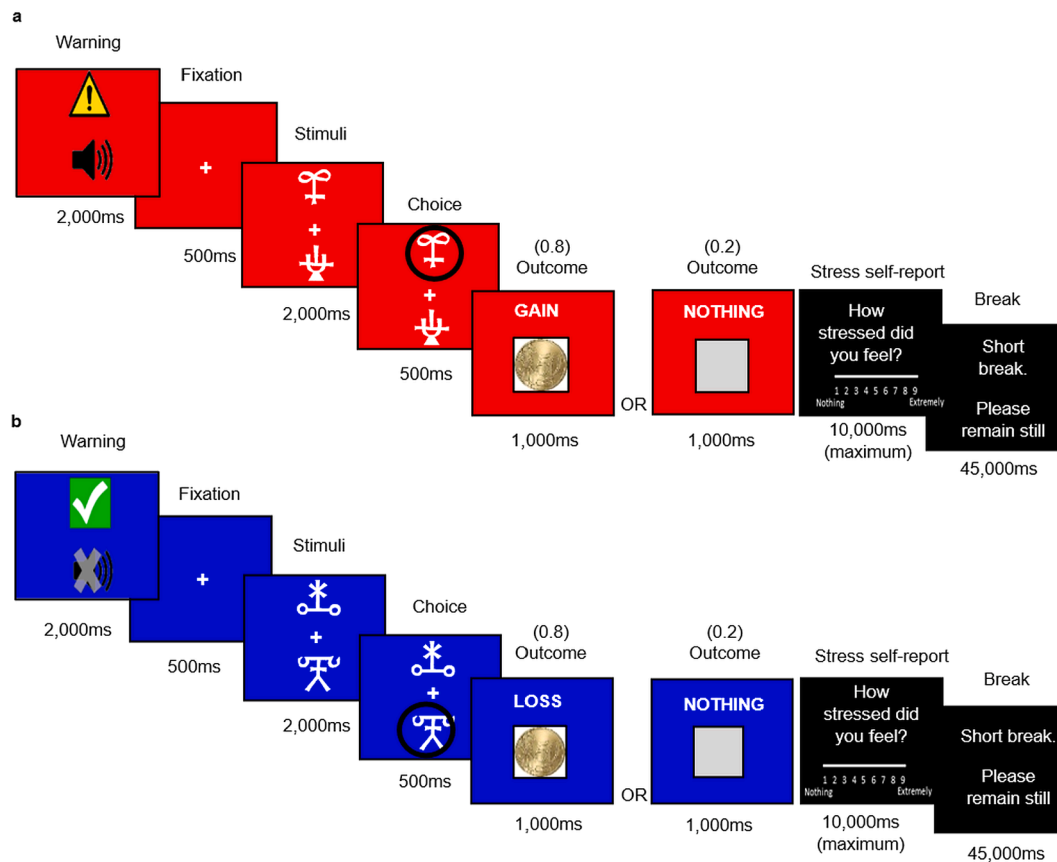 a
Warning
Fixation
Stimuli
Choice
(0.8)
Outcome
(0.2)
Outcome
Stress self-report
Break
GAIN
NOTHING
How
stressed did
you feel?
1 2 3 4 5 6 7 8 9
Nothing
Extremely
Short
break.
Please
remain still
2,000ms
500ms
2,000ms
500ms
1,000ms
OR
1,000ms
10,000ms
(maximum)
45,000ms
b
Warning
Fixation
Stimuli
Choice
(0.8)
Outcome
(0.2)
Outcome
Stress self-report
Break
LOSS
NOTHING
How
stressed did
you feel?
1 2 3 4 5 6 7 8 9
Nothing
Extremely
Short break.
Please
remain still
2,000ms
500ms
2,000ms
500ms
1,000ms
OR
1,000ms
10,000ms
(maximum)
45,000ms